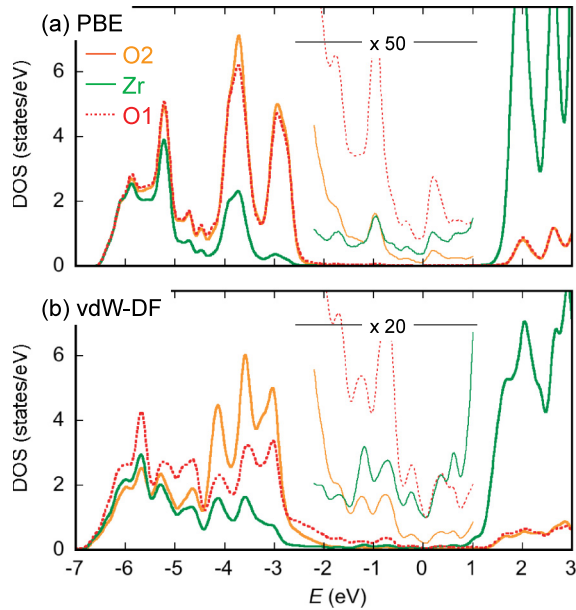 (a) PBE
x 50
O2
Zr
O1
DOS (states/eV)
6
4
2
0
(b) vdW-DF
x 20
DOS (states/eV)
6
4
2
0
-7 -6 -5 -4 -3 -2 -1 0 1 2 3
E (eV)